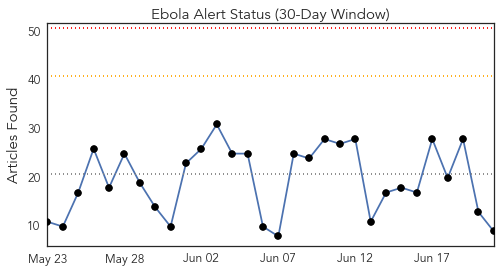 Ebola Alert Status (30-Day Window)
Articles Found
50
40
30
20
10
May 23
May 28
Jun 02
Jun 07
Jun 12
Jun 17